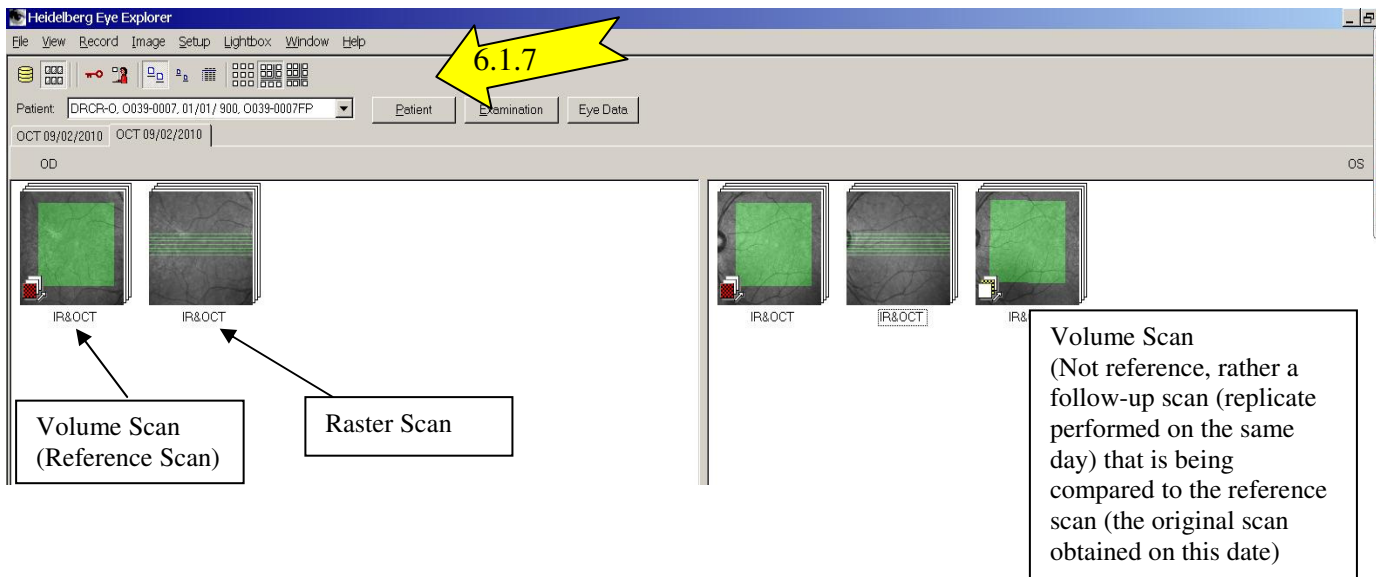 Heidelberg Eye Explorer
File View Record Image Setup Lightbox Window Help
6.1.7
Patient: DRCR-O, O039-0007, 01/01/ 900, O039-0007FP
Patient Examination Eye Data
OCT 09/02/2010 OCT 09/02/2010
OD OS
IR&OCT IR&OCT IR&OCT IR&OCT IR&
Volume Scan
(Reference Scan)
Raster Scan
Volume Scan
(Not reference, rather a
follow-up scan (replicate
performed on the same
day) that is being
compared to the reference
scan (the original scan
obtained on this date)